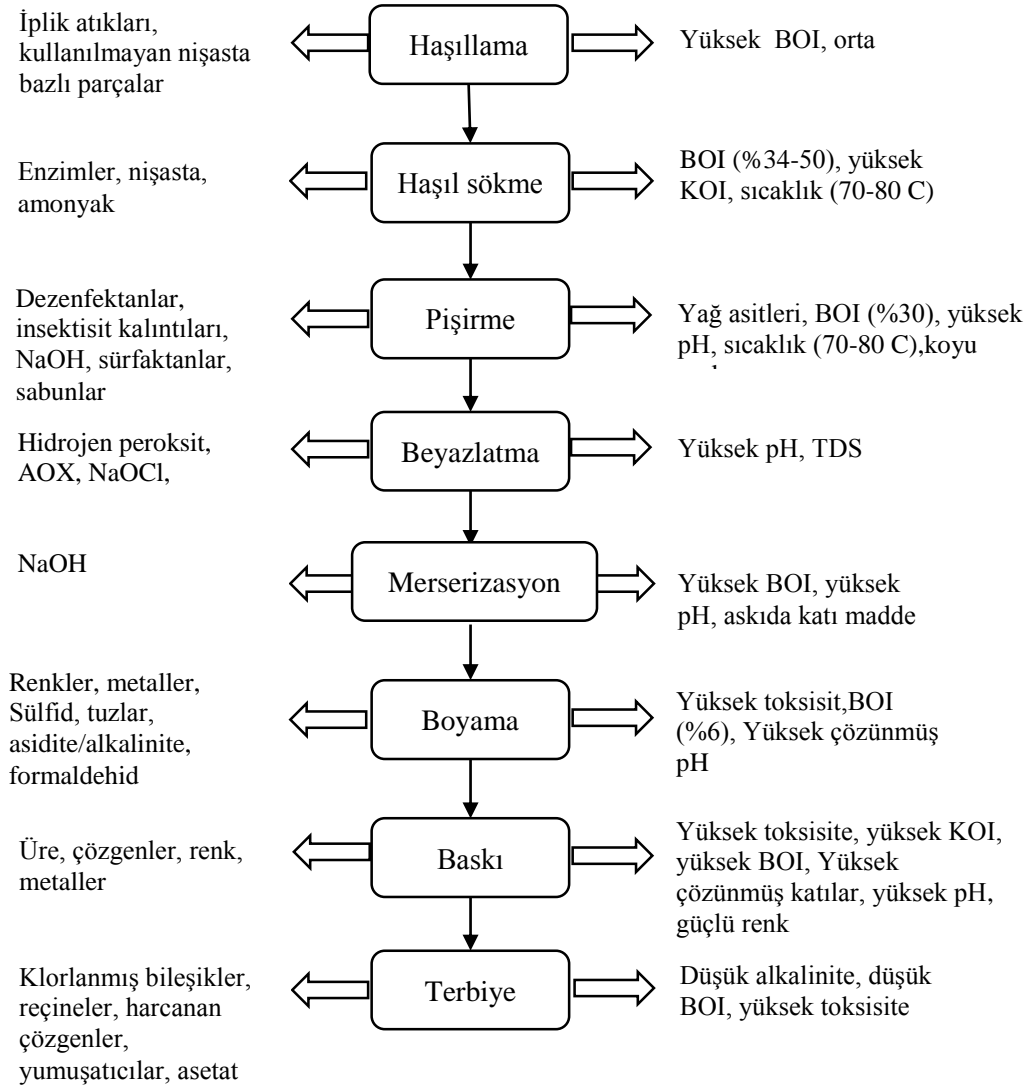 İplik atıkları,
kullanılmayan nişasta
bazlı parçalar
Haşıllama
Yüksek BOI, orta
Enzimler, nişasta,
amonyak
Haşıl sökme
BOI (%34-50), yüksek
KOI, sıcaklık (70-80 C)
Dezenfektanlar,
insektisit kalıntıları,
NaOH, sürfaktanlar,
sabunlar
Pişirme
Yağ asitleri, BOI (%30), yüksek
pH, sıcaklık (70-80 C),koyu
Hidrojen peroksit,
AOX, NaOCl,
Beyazlatma
Yüksek pH, TDS
NaOH
Merserizasyon
Yüksek BOI, yüksek
pH, askıda katı madde
Renkler, metaller,
Sülfid, tuzlar,
asidite/alkalinite,
formaldehid
Boyama
Yüksek toksisit,BOI
(%6), Yüksek çözünmüş
pH
Üre, çözgenler, renk,
metaller
Baskı
Yüksek toksisite, yüksek KOI,
yüksek BOI, Yüksek
çözünmüş katılar, yüksek pH,
güçlü renk
Klorlanmış bileşikler,
reçineler, harcanan
çözgenler,
yumuşatıcılar, asetat
Terbiye
Düşük alkalinite, düşük
BOI, yüksek toksisite